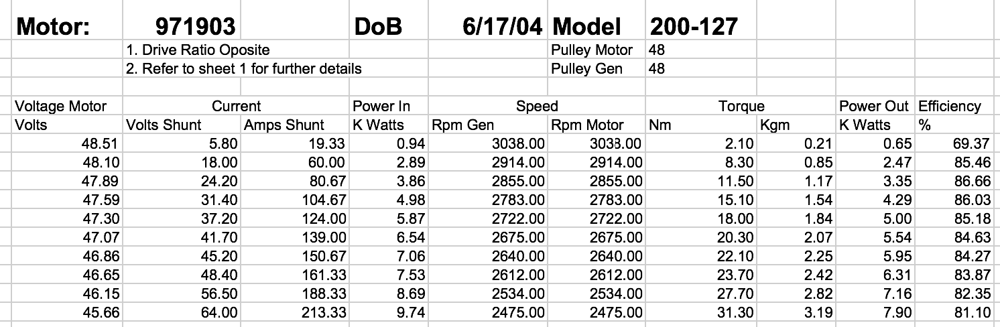 Motor: 971903 DoB 6/17/04 Model 200-127
1. Drive Ratio Oposite Pulley Motor 48
2. Refer to sheet 1 for further details Pulley Gen 48
Voltage Motor Current Power In Speed Torque Power Out Efficiency
Volts Volts Shunt Amps Shunt K Watts Rpm Gen Rpm Motor Nm Kgm K Watts %
48.51 5.80 19.33 0.94 3038.00 3038.00 2.10 0.21 0.65 69.37
48.10 18.00 60.00 2.89 2914.00 2914.00 8.30 0.85 2.47 85.46
47.89 24.20 80.67 3.86 2855.00 2855.00 11.50 1.17 3.35 86.66
47.59 31.40 104.67 4.98 2783.00 2783.00 15.10 1.54 4.29 86.03
47.30 37.20 124.00 5.87 2722.00 2722.00 18.00 1.84 5.00 85.18
47.07 41.70 139.00 6.54 2675.00 2675.00 20.30 2.07 5.54 84.63
46.86 45.20 150.67 7.06 2640.00 2640.00 22.10 2.25 5.95 84.27
46.65 48.40 161.33 7.53 2612.00 2612.00 23.70 2.42 6.31 83.87
46.15 56.50 188.33 8.69 2534.00 2534.00 27.70 2.82 7.16 82.35
45.66 64.00 213.33 9.74 2475.00 2475.00 31.30 3.19 7.90 81.10